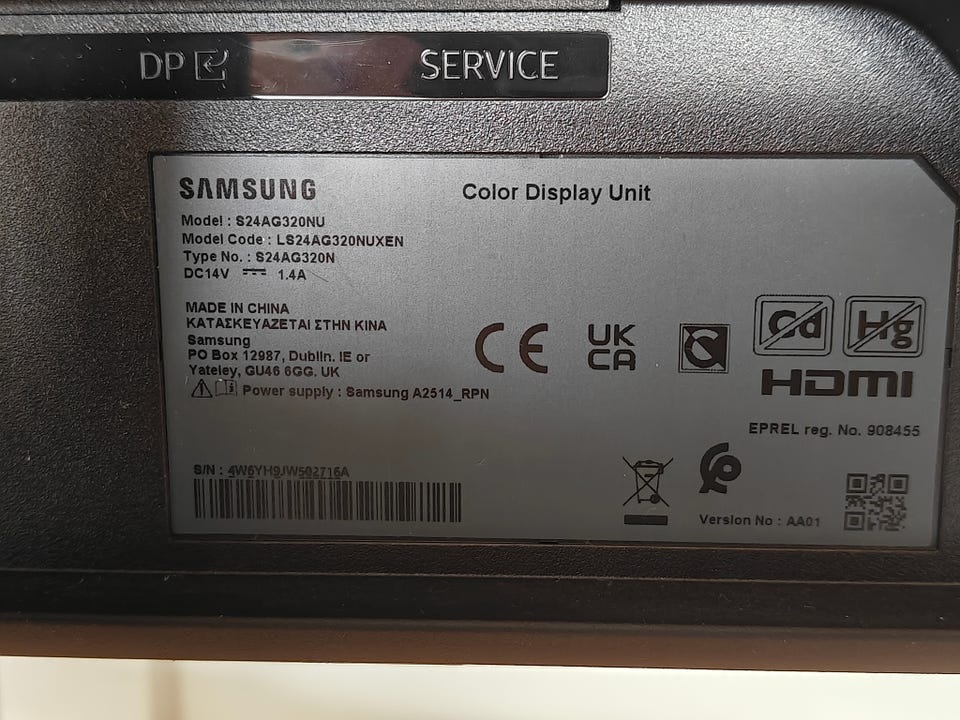 DP
SERVICE
SAMSUNG
Color Display Unit
Model : S24AG320NU
Model Code : LS24AG320NUXEN
Type No. : S24AG320N
DC14V 1.4A
MADE IN CHINA
ΚΑΤΑΣΚΕΥΑΖΕΤΑΙ ΣΤΗΝ ΚΙΝΑ
Samsung
PO Box 12987, Dublin. IE or
Yateley, GU46 6GG. UK
Power supply : Samsung A2514_RPN
CE
UK
CA
Cd
Hg
HDMI
EPREL reg. No. 908455
S/N : 4W6YH9JW502716A
Version No : AA01